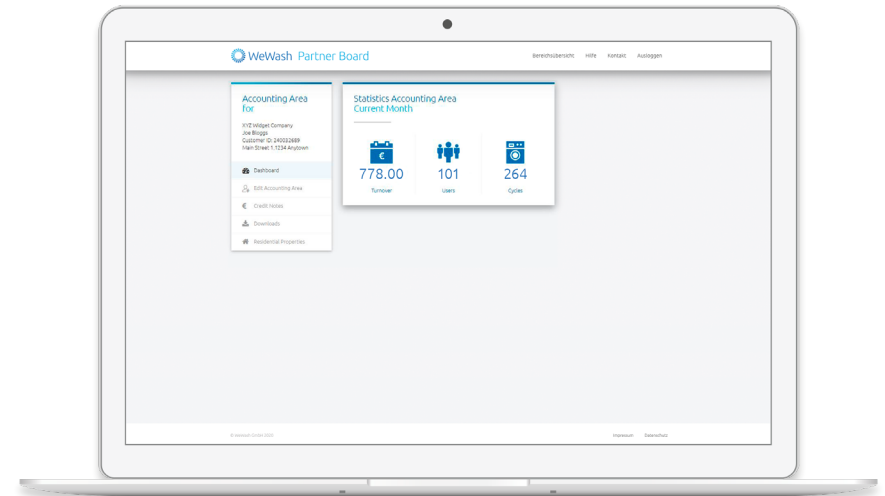 WeWash Partner Board
Bereichsübersicht Hilfe Kontakt Ausloggen
Accounting Area
for
XYZ Widget Company
Joe Bloggs
Customer ID: 240032689
Main Street 1, 1234 Anytown
Dashboard
Edit Accounting Area
Credit Notes
Downloads
Residential Properties
Statistics Accounting Area
Current Month
€
778.00
Turnover
101
Users
264
Cycles
© WeWash GmbH 2020
Impressum Datenschutz